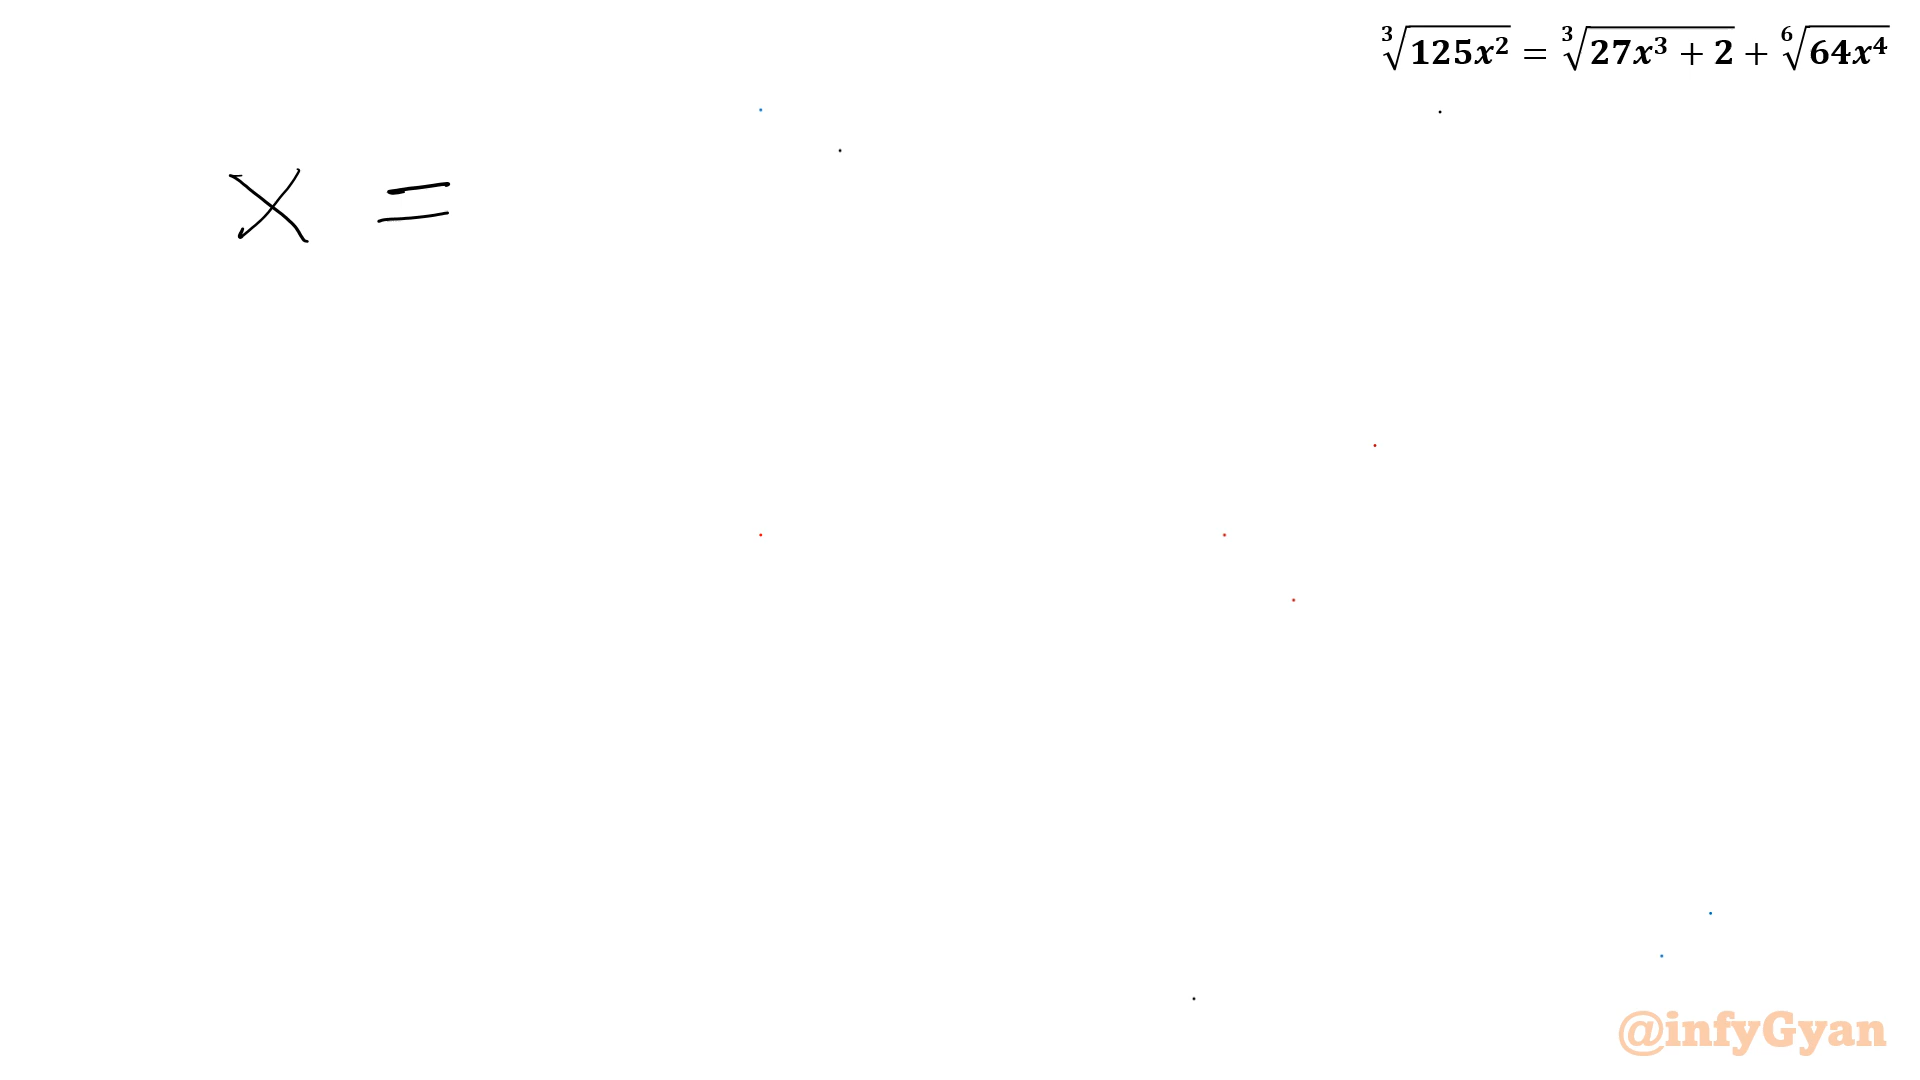 ∛125x² = ∛27x³ + 2 + ⁶√64x⁴
x =
@infyGyan